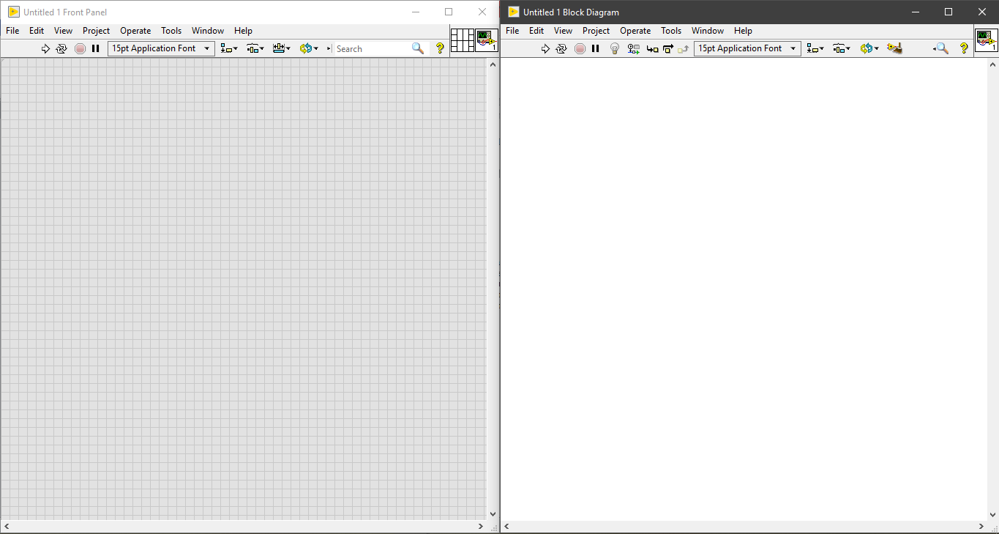 Untitled 1 Front Panel
File Edit View Project Operate Tools Window Help
15pt Application Font Search ? 1
Untitled 1 Block Diagram
File Edit View Project Operate Tools Window Help
15pt Application Font ? 1